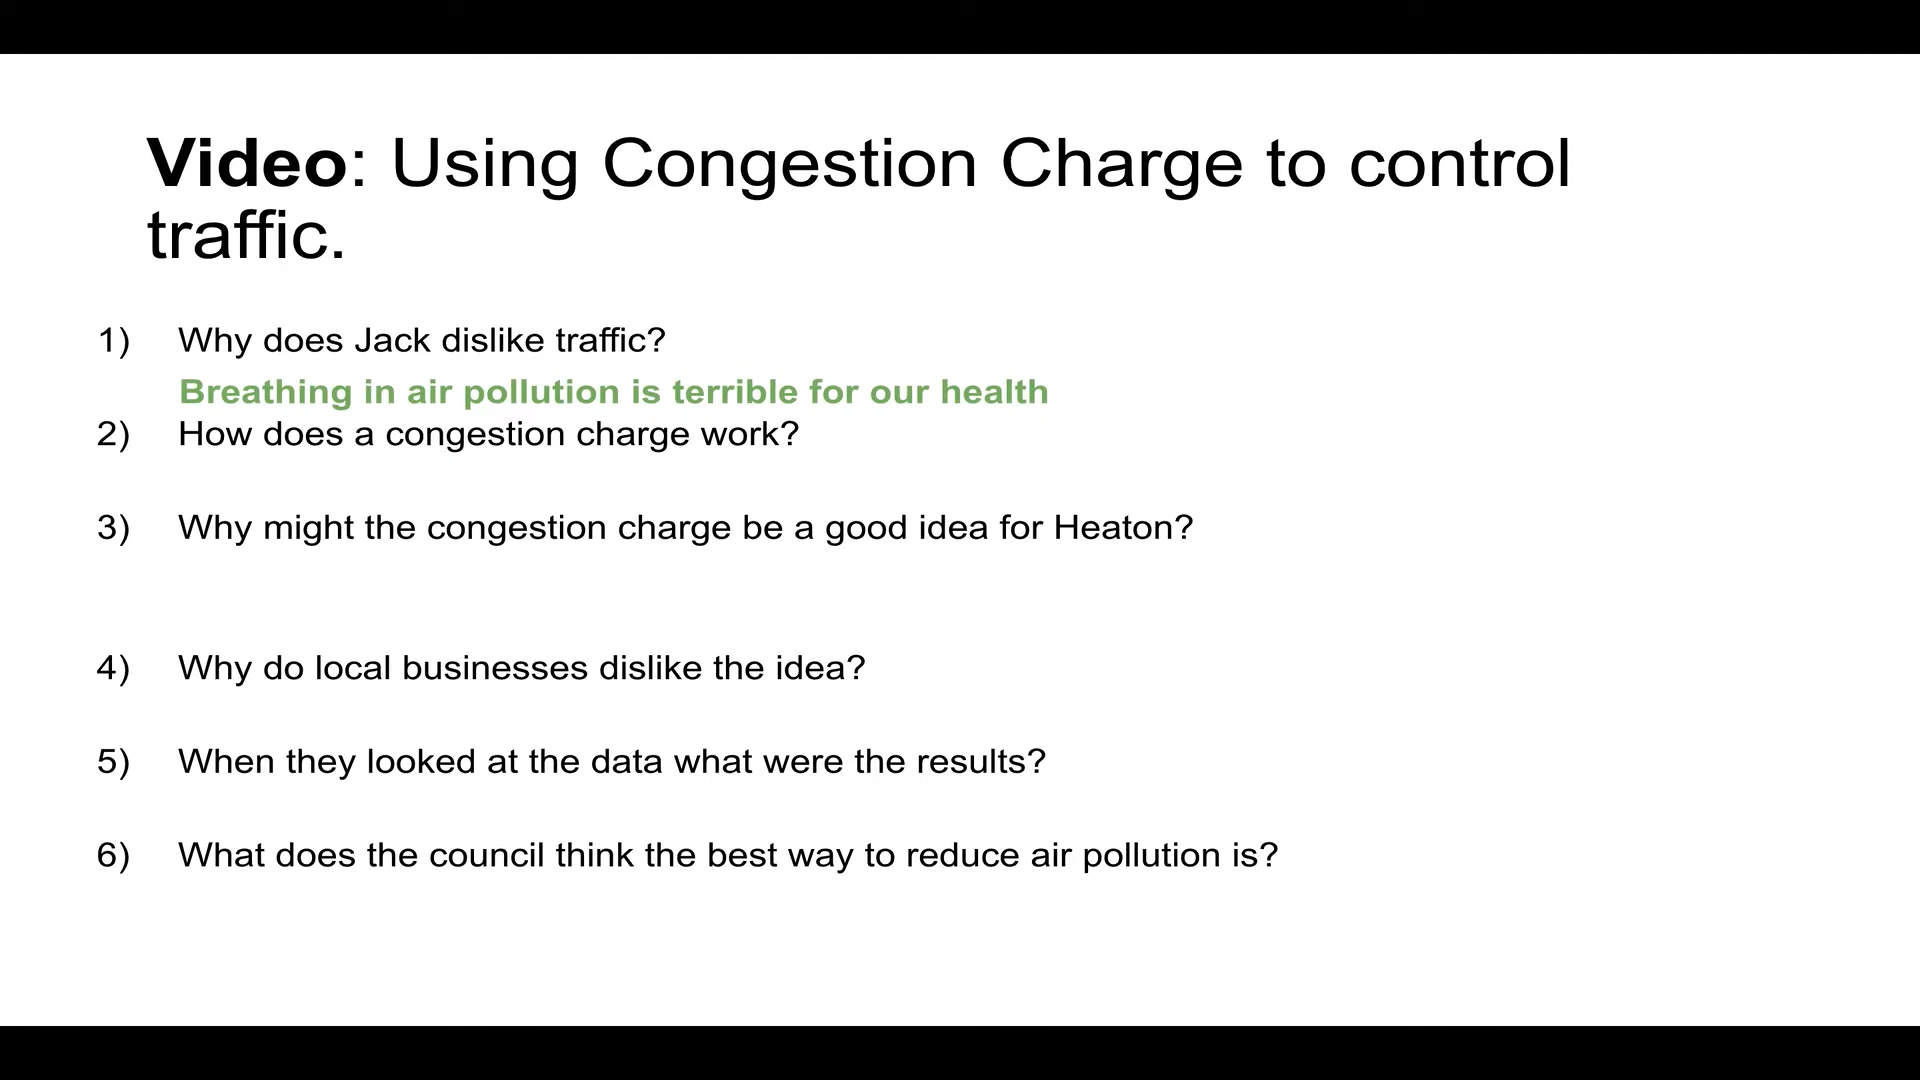 Video: Using Congestion Charge to control
traffic.
1) Why does Jack dislike traffic?
Breathing in air pollution is terrible for our health
2) How does a congestion charge work?
3) Why might the congestion charge be a good idea for Heaton?
4) Why do local businesses dislike the idea?
5) When they looked at the data what were the results?
6) What does the council think the best way to reduce air pollution is?